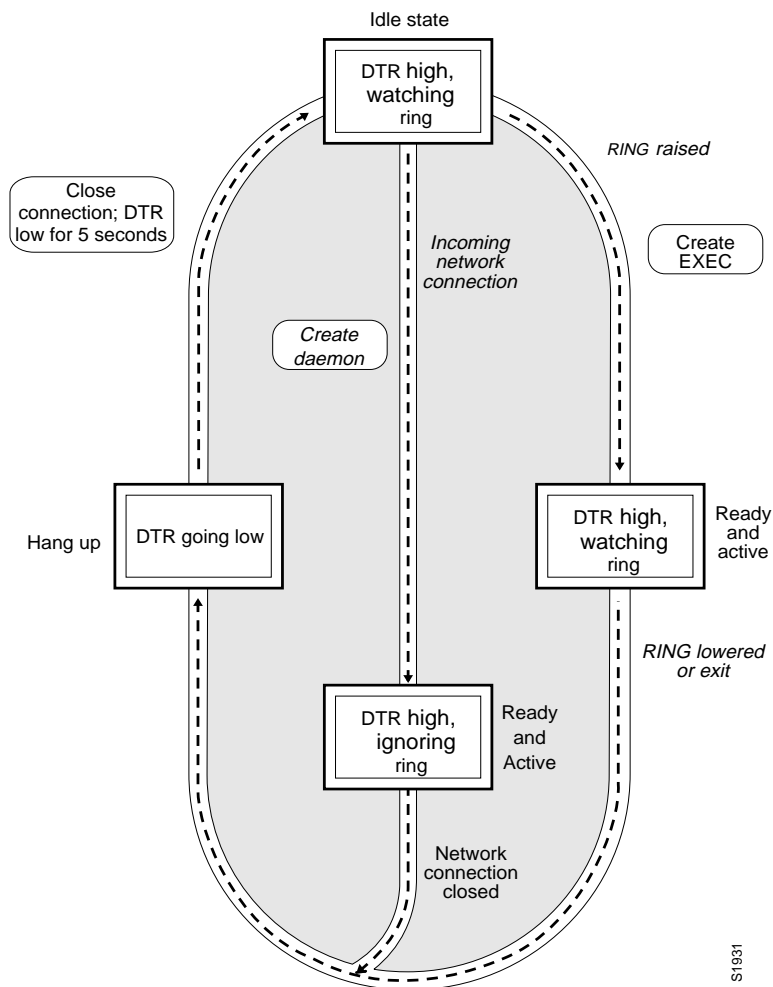 Idle state
DTR high,
watching
ring
RING raised
Close
connection; DTR
low for 5 seconds
Incoming
network
connection
Create
EXEC
Create
daemon
Hang up
DTR going low
DTR high,
watching
ring
Ready
and
active
RING lowered
or exit
DTR high,
ignoring
ring
Ready
and
Active
Network
connection
closed
S1931